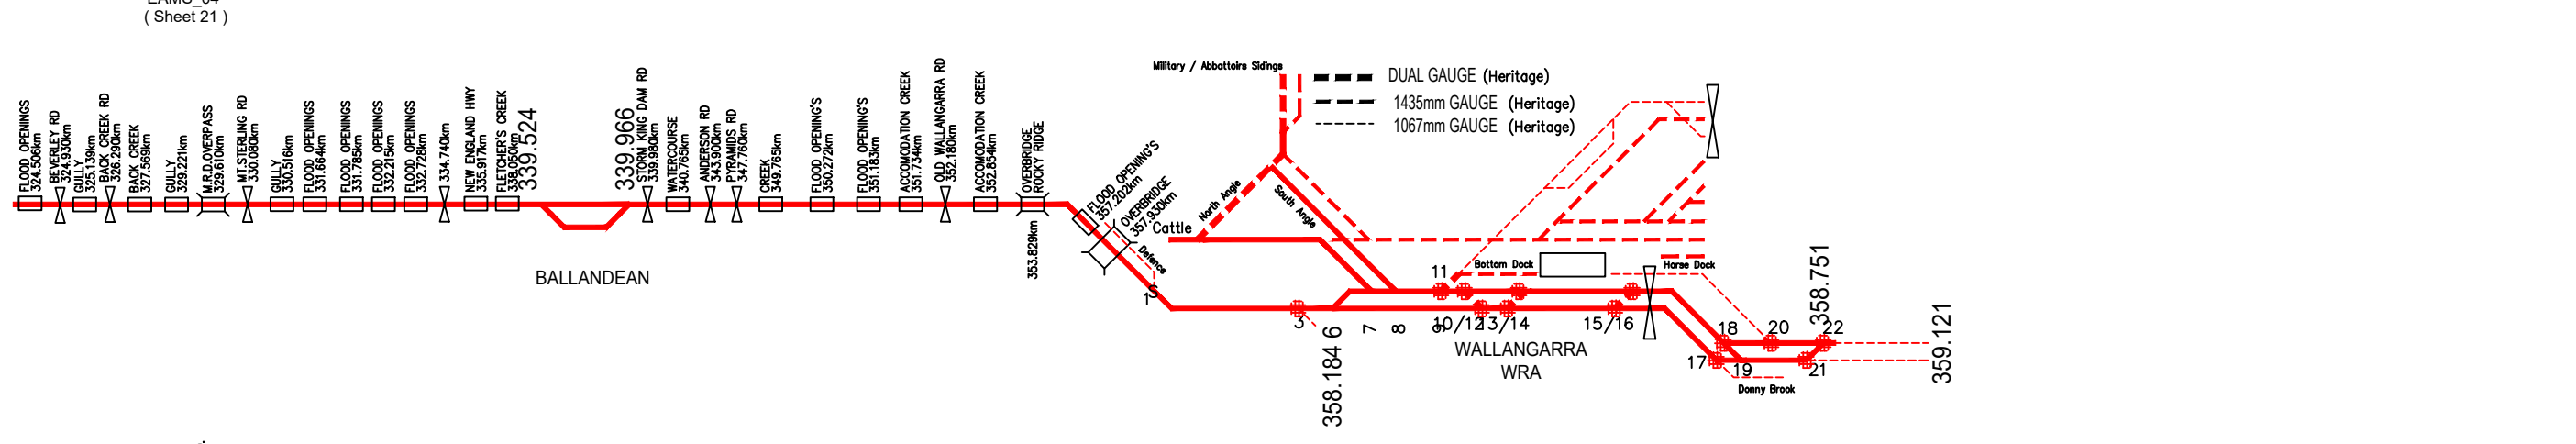 ( Sheet 21 )
FLOOD OPENINGS
324.506km
BEVERLEY RD
324.930km
GULLY
325.139km
BACK CREEK RD
326.290km
BACK CREEK
327.569km
GULLY
329.221km
M.R.D.OVERPASS
329.610km
MT.STERLING RD
330.080km
GULLY
330.516km
FLOOD OPENINGS
331.664km
FLOOD OPENINGS
331.785km
FLOOD OPENINGS
332.215km
FLOOD OPENINGS
332.728km
334.740km
NEW ENGLAND HWY
335.917km
FLETCHER'S CREEK
338.050km
339.524
BALLANDEAN
339.966
STORM KING DAM RD
339.980km
WATERCOURSE
340.765km
ANDERSON RD
343.900km
PYRAMIDS RD
347.760km
CREEK
349.765km
FLOOD OPENING'S
350.272km
FLOOD OPENING'S
351.183km
ACCOMODATION CREEK
351.734km
OLD WALLANGARRA RD
352.180km
ACCOMODATION CREEK
352.854km
OVERBRIDGE
ROCKY RIDGE
353.829km
FLOOD OPENING'S
357.202km
OVERBRIDGE
357.930km
Defence
1
S
Cattle
North Angle
South Angle
Military / Abbattoirs Sidings
DUAL GAUGE (Heritage)
1435mm GAUGE (Heritage)
1067mm GAUGE (Heritage)
3
358.184
6
7
8
9
11
10/12
13/14
15/16
Bottom Dock
Horse Dock
WALLANGARRA
WRA
17
18
19
20
21
22
Donny Brook
358.751
359.121